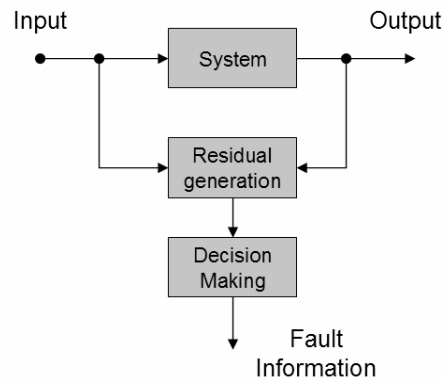 Input
Output
System
Residual
generation
Decision
Making
Fault
Information